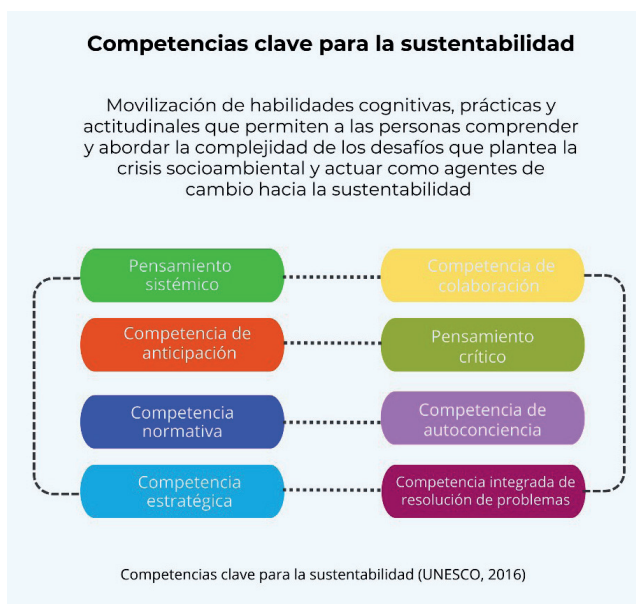 Competencias clave para la sustentabilidad
Movilización de habilidades cognitivas, prácticas y
actitudinales que permiten a las personas comprender
y abordar la complejidad de los desafíos que plantea la
crisis socioambiental y actuar como agentes de
cambio hacia la sustentabilidad
Pensamiento
sistémico
Competencia de
colaboración
Competencia de
anticipación
Pensamiento
crítico
Competencia
normativa
Competencia de
autoconciencia
Competencia
estratégica
Competencia integrada de
resolución de problemas
Competencias clave para la sustentabilidad (UNESCO, 2016)